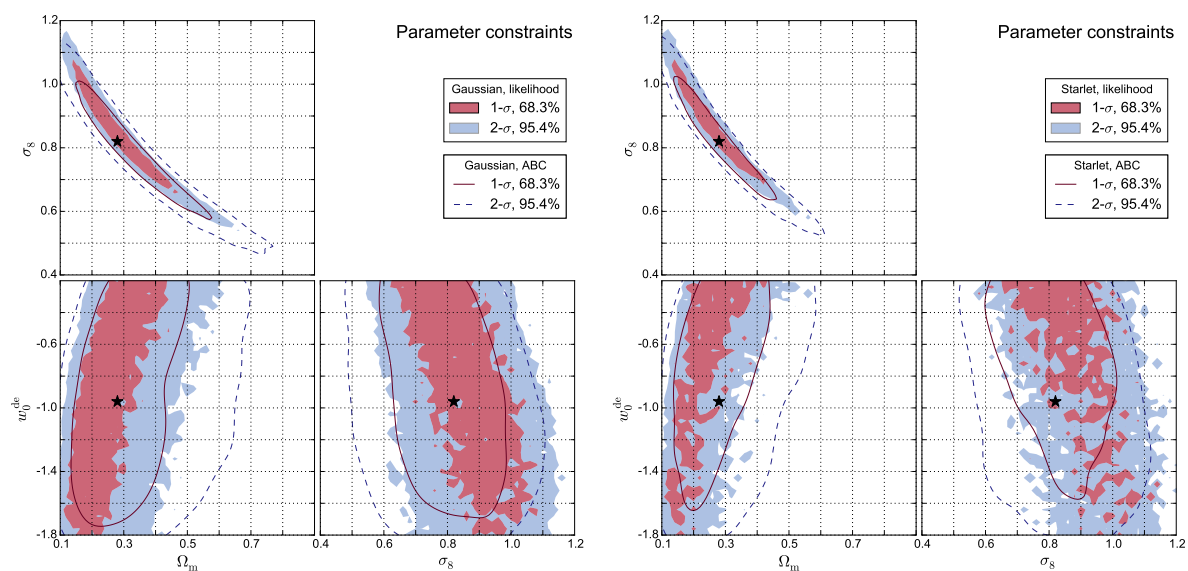 Parameter constraints
Gaussian, likelihood
1-σ, 68.3%
2-σ, 95.4%
Gaussian, ABC
1-σ, 68.3%
2-σ, 95.4%
σ8
1.2
1.0
0.8
0.6
0.4
w0^de
-0.6
-1.0
-1.4
-1.8
0.1 0.3 0.5 0.7
Ωm
0.4 0.6 0.8 1.0 1.2
σ8
Parameter constraints
Starlet, likelihood
1-σ, 68.3%
2-σ, 95.4%
Starlet, ABC
1-σ, 68.3%
2-σ, 95.4%
σ8
1.2
1.0
0.8
0.6
0.4
w0^de
-0.6
-1.0
-1.4
-1.8
0.1 0.3 0.5 0.7
Ωm
0.4 0.6 0.8 1.0 1.2
σ8